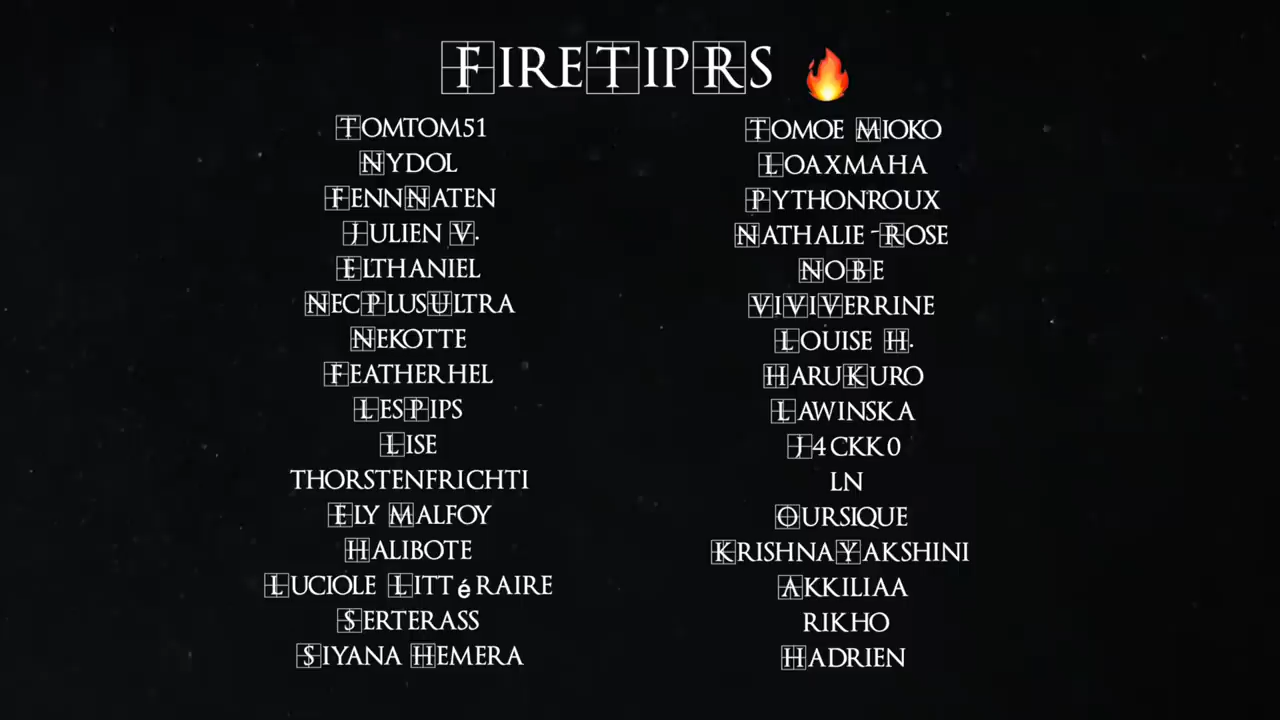 FireTipRs 🔥
Tomtom51
Nydol
FennNaten
Julien V.
Elthaniel
NecPlusUltra
Nekotte
Featherhel
LesPips
Lise
thorstenfrichti
Ely Malfoy
Halibote
Luciole Littéraire
Serterass
Siyana Hemera
Tomoe Mioko
Loaxmaha
Pythonroux
Nathalie-Rose
NoBe
ViViVerrine
Louise H.
HaruKuro
Lawinska
J4ckk0
ln
Oursique
KrishnaYakshini
Akkiliaa
rikho
Hadrien